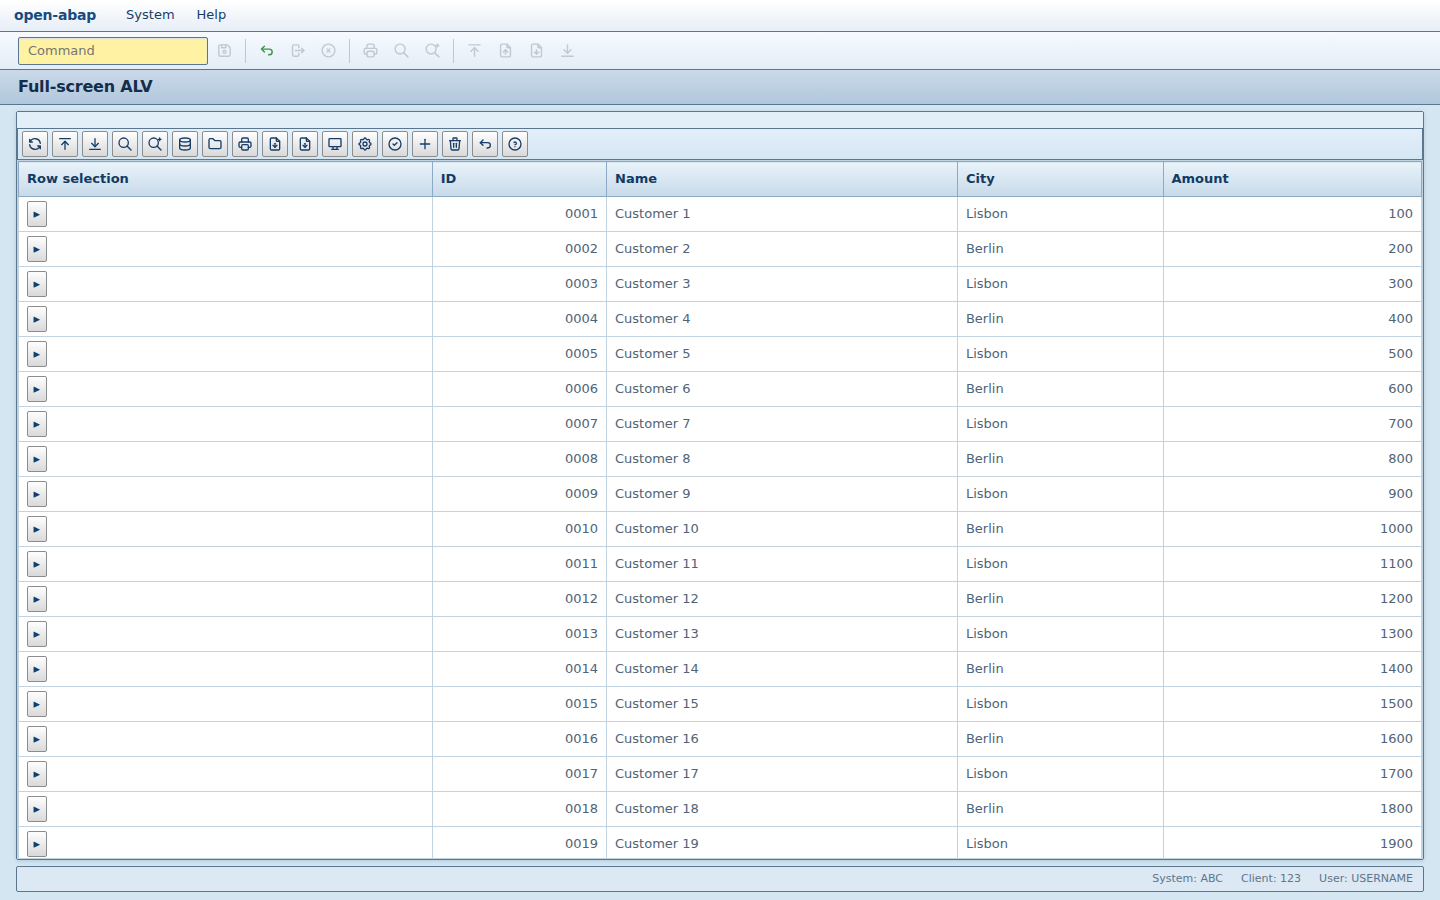 open-abap System Help
Command
Full-screen ALV
Row selection ID Name City Amount
0001 Customer 1 Lisbon 100
0002 Customer 2 Berlin 200
0003 Customer 3 Lisbon 300
0004 Customer 4 Berlin 400
0005 Customer 5 Lisbon 500
0006 Customer 6 Berlin 600
0007 Customer 7 Lisbon 700
0008 Customer 8 Berlin 800
0009 Customer 9 Lisbon 900
0010 Customer 10 Berlin 1000
0011 Customer 11 Lisbon 1100
0012 Customer 12 Berlin 1200
0013 Customer 13 Lisbon 1300
0014 Customer 14 Berlin 1400
0015 Customer 15 Lisbon 1500
0016 Customer 16 Berlin 1600
0017 Customer 17 Lisbon 1700
0018 Customer 18 Berlin 1800
0019 Customer 19 Lisbon 1900
System: ABC Client: 123 User: USERNAME